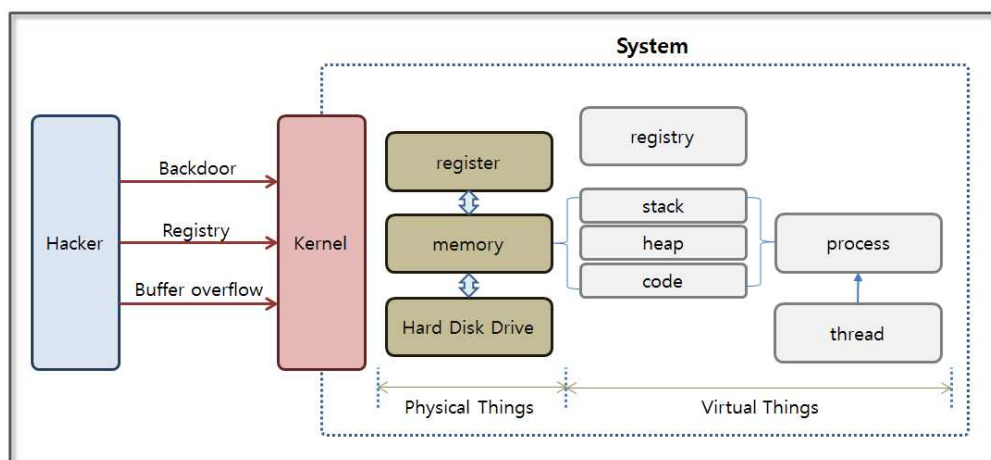 System
Hacker
Backdoor
Registry
Buffer overflow
Kernel
register
memory
Hard Disk Drive
registry
stack
heap
code
process
thread
Physical Things
Virtual Things